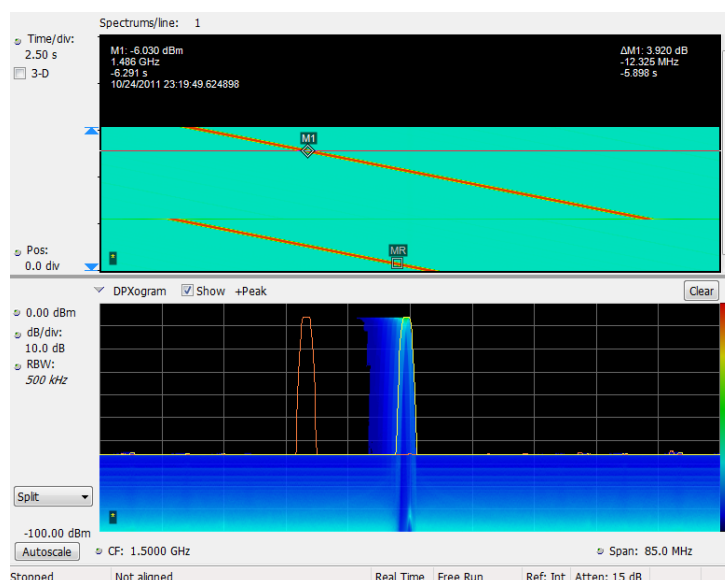 Spectrums/line: 1
Time/div:
2.50 s
3-D
M1: -6.030 dBm
1.486 GHz
-6.291 s
10/24/2011 23:19:49.624898
ΔM1: 3.920 dB
-12.325 MHz
-5.898 s
M1
MR
Pos:
0.0 div
DPXogram Show +Peak Clear
0.00 dBm
dB/div:
10.0 dB
RBW:
500 kHz
Split
-100.00 dBm
Autoscale CF: 1.5000 GHz Span: 85.0 MHz
Stopped Not aligned Real Time Free Run Ref: Int Atten: 15 dB